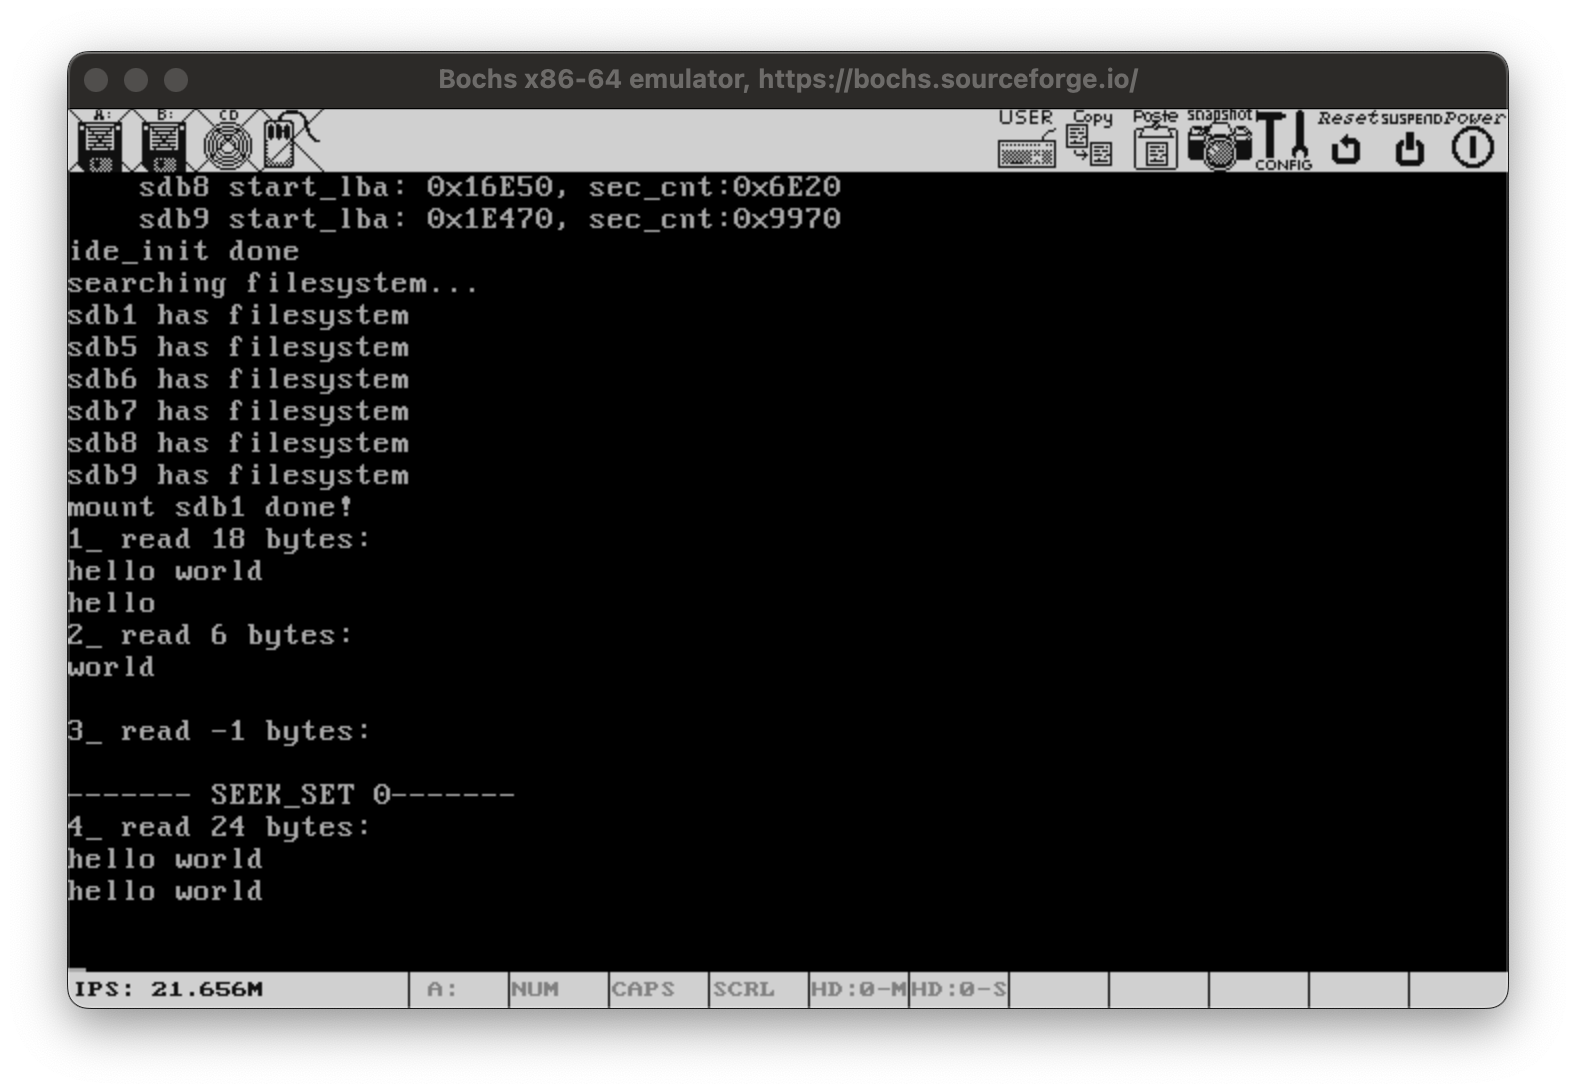 Bochs x86-64 emulator, https://bochs.sourceforge.io/
A: B: CD USER Copy Paste snapshot CONFIG Reset SUSPEND Power
sdb8 start_lba: 0x16E50, sec_cnt:0x6E20
sdb9 start_lba: 0x1E470, sec_cnt:0x9970
ide_init done
searching filesystem...
sdb1 has filesystem
sdb5 has filesystem
sdb6 has filesystem
sdb7 has filesystem
sdb8 has filesystem
sdb9 has filesystem
mount sdb1 done!
1_ read 18 bytes:
hello world
hello
2_ read 6 bytes:
world
3_ read -1 bytes:
------- SEEK_SET 0-------
4_ read 24 bytes:
hello world
hello world
IPS: 21.656M A: NUM CAPS SCRL HD:0-M HD:0-S